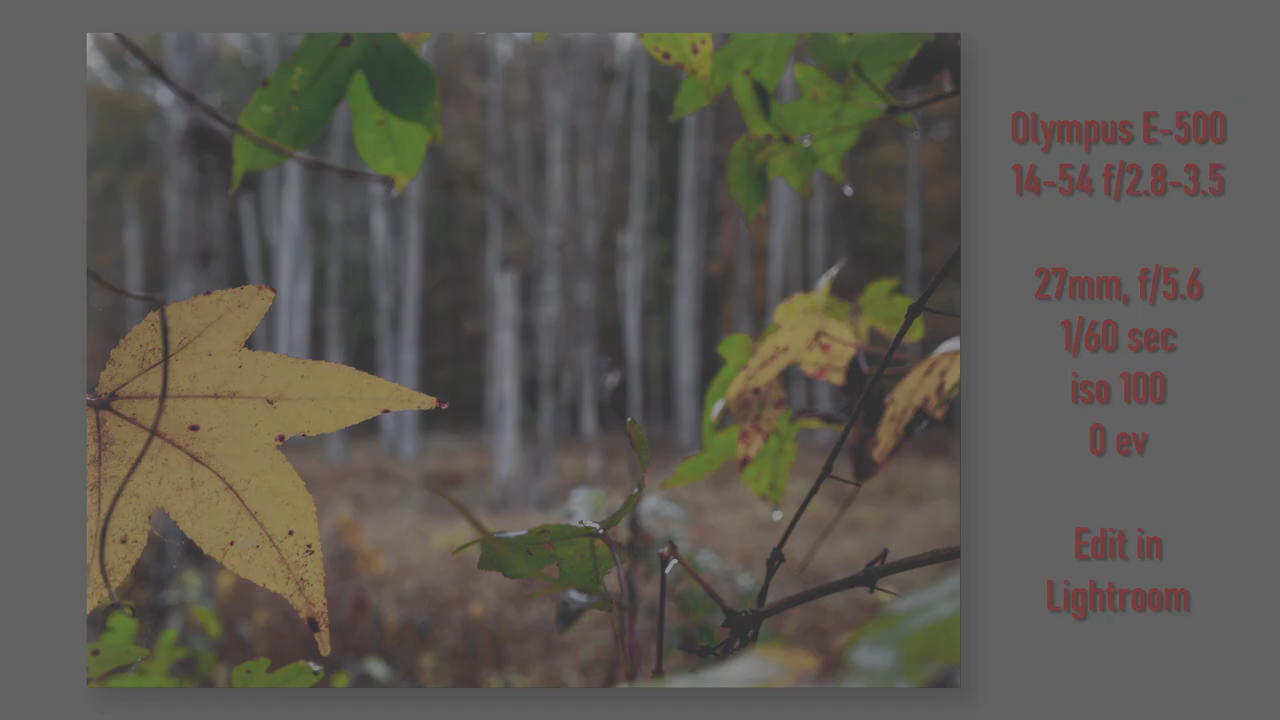 Olympus E-500
14-54 f/2.8-3.5
27mm, f/5.6
1/60 sec
iso 100
0 ev
Edit in
Lightroom